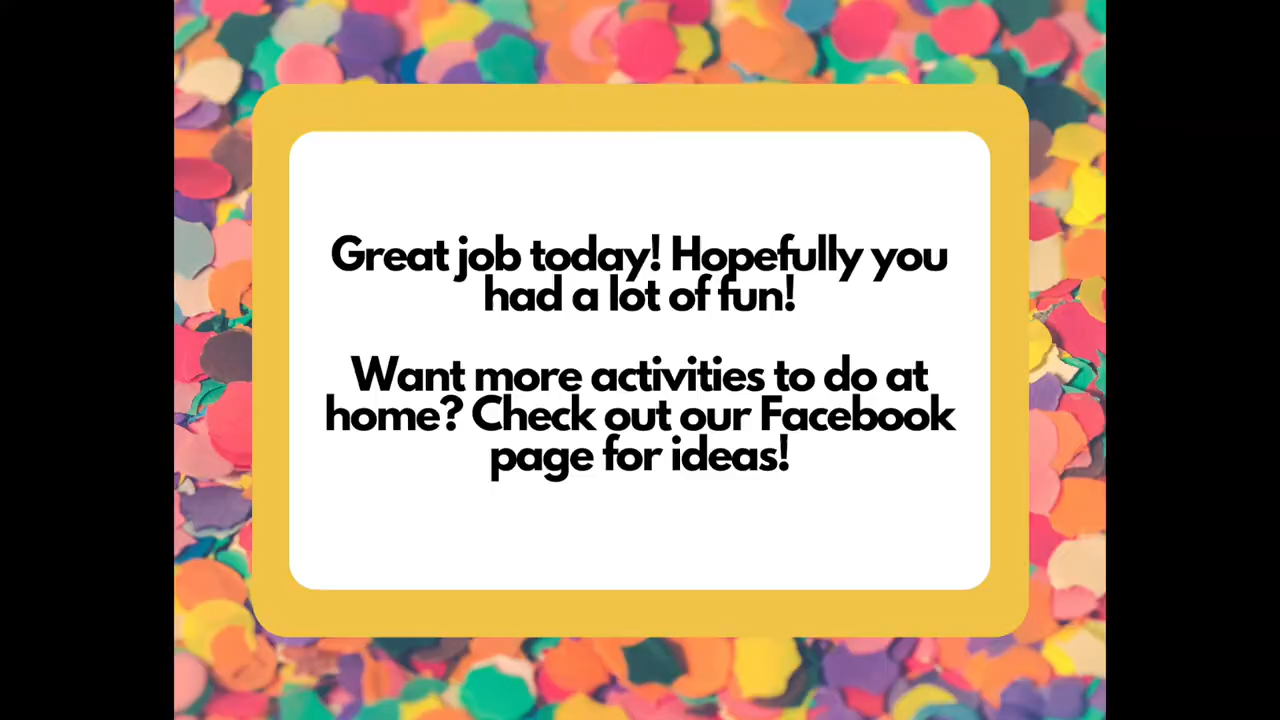 Great job today! Hopefully you
had a lot of fun!
Want more activities to do at
home? Check out our Facebook
page for ideas!